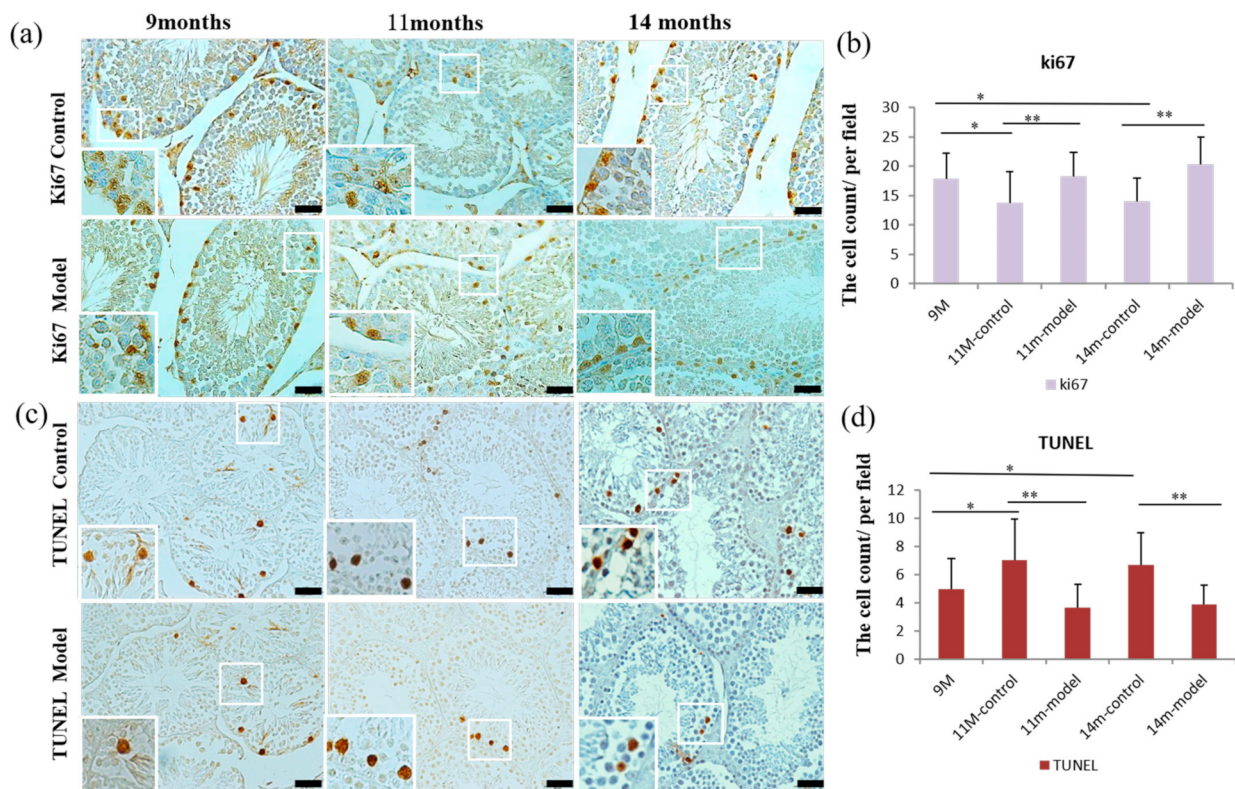 (a)
9months
11months
14 months
Ki67 Control
Ki67 Model
(c)
TUNEL Control
TUNEL Model
(b)
ki67
The cell count/ per field
30
25
20
15
10
5
0
*
*
**
**
9M
11M-control
11m-model
14m-control
14m-model
ki67
(d)
TUNEL
The cell count/ per field
12
10
8
6
4
2
0
*
*
**
**
9M
11M-control
11m-model
14m-control
14m-model
TUNEL